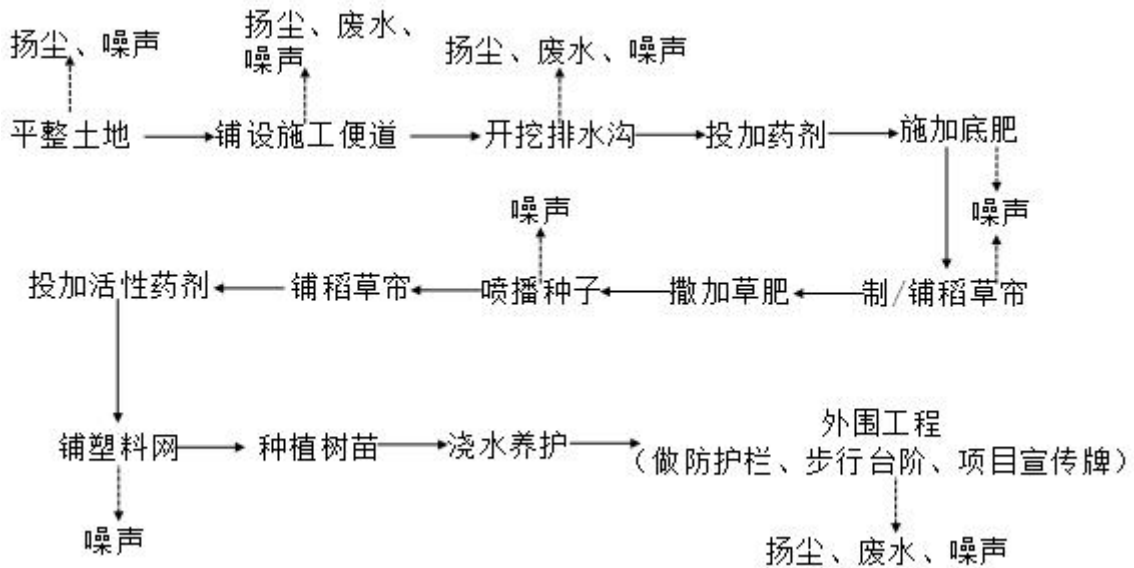 扬尘、噪声
扬尘、废水、
噪声
扬尘、废水、噪声
平整土地
铺设施工便道
开挖排水沟
投加药剂
施加底肥
噪声
噪声
投加活性药剂
铺稻草帘
喷播种子
撒加草肥
制/铺稻草帘
铺塑料网
种植树苗
浇水养护
外围工程
（做防护栏、步行台阶、项目宣传牌）
噪声
扬尘、废水、噪声